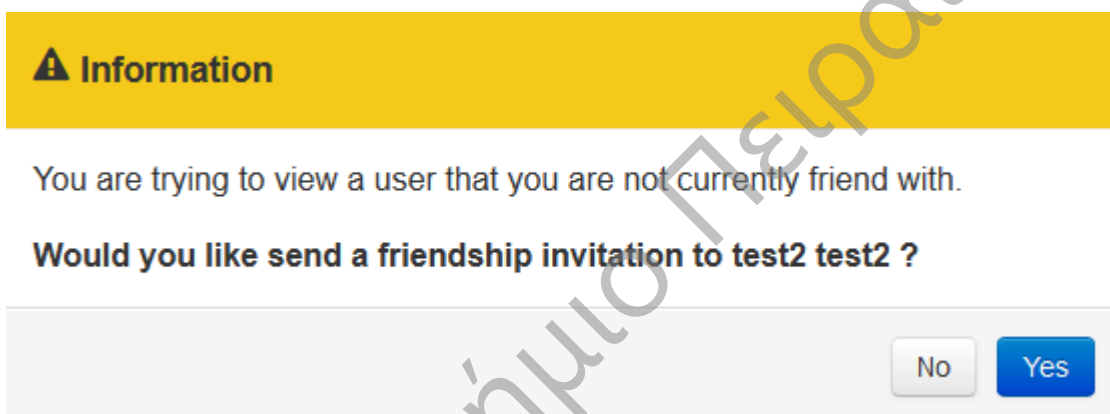 Information
You are trying to view a user that you are not currently friend with.
Would you like send a friendship invitation to test2 test2 ?
No
Yes